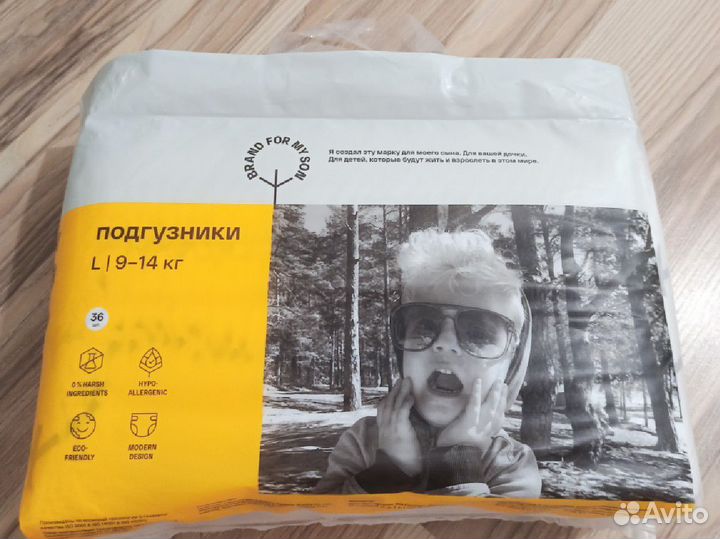 BRAND FOR MY SON
Я создал эту марку для моего сына. Для вашей дочки.
Для детей, которые будут жить и взрослеть в этом мире.
подгузники
L | 9–14 кг
36
шт.
0 % HARSH
INGREDIENTS
HYPO-
ALLERGENIC
ECO-
FRIENDLY
MODERN
DESIGN
Avito